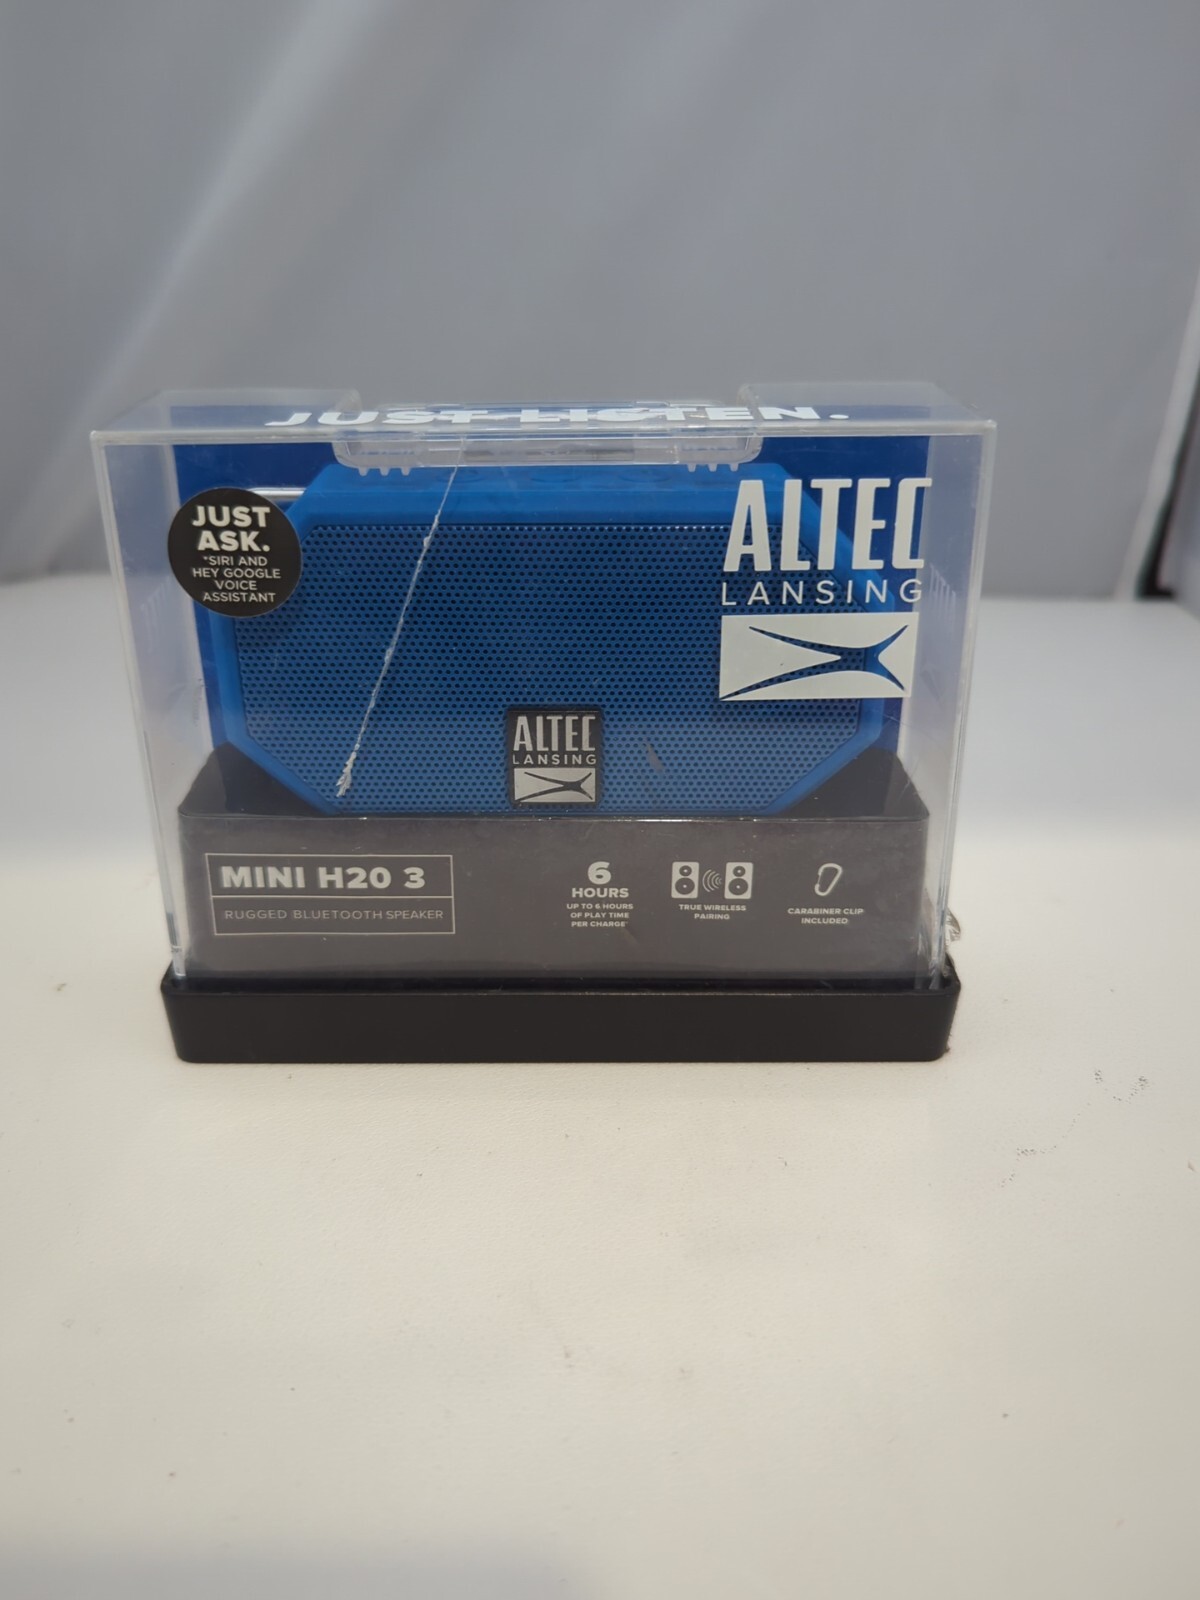 JUST LISTEN.
JUST
ASK.
*SIRI AND
HEY GOOGLE
VOICE
ASSISTANT
ALTEC
LANSING
ALTEC
LANSING
MINI H20 3
RUGGED BLUETOOTH SPEAKER
6
HOURS
UP TO 6 HOURS
OF PLAY TIME
PER CHARGE
TRUE WIRELESS
PAIRING
CARABINER CLIP
INCLUDED